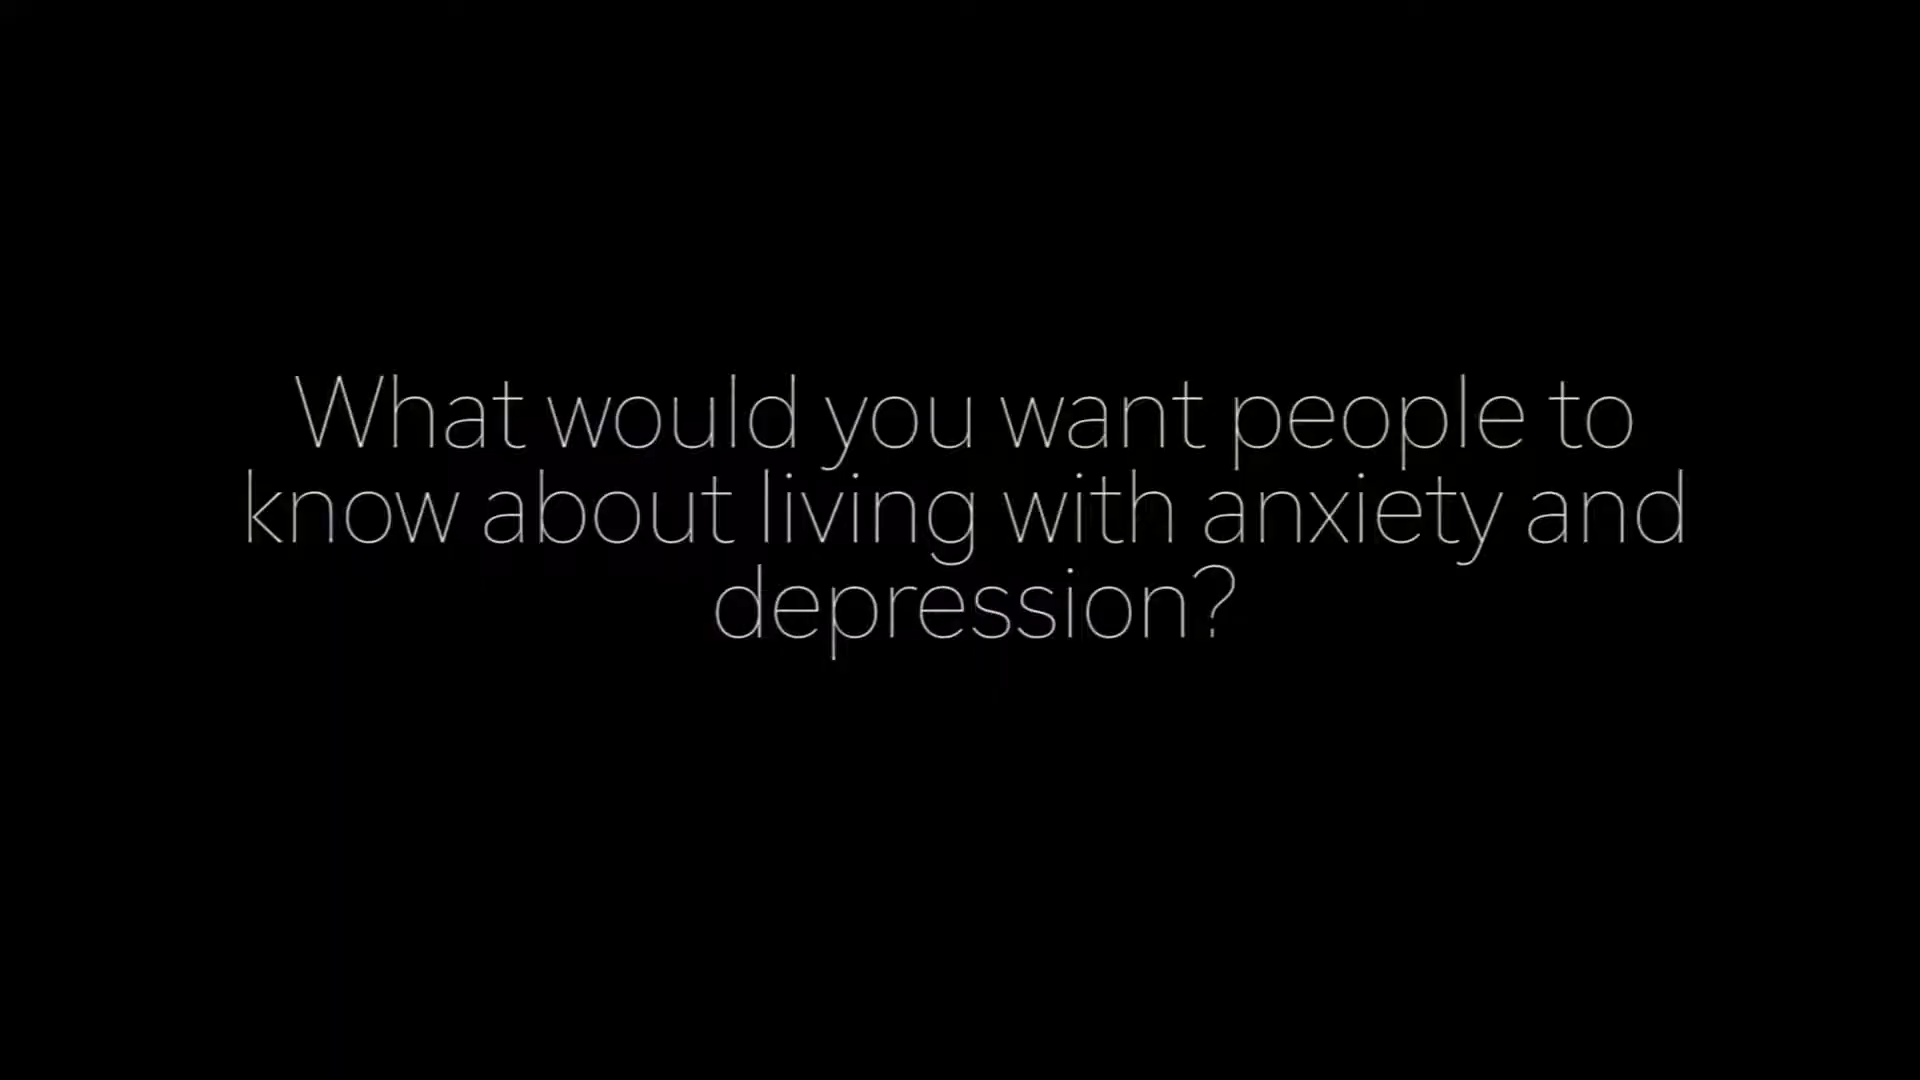 What would you want people to
know about living with anxiety and
depression?